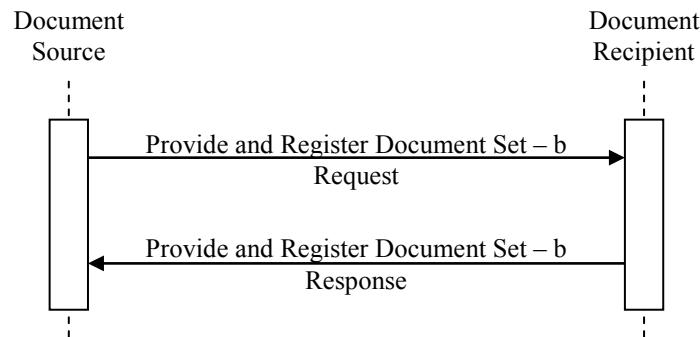 Document
Source
Document
Recipient
Provide and Register Document Set – b
Request
Provide and Register Document Set – b
Response